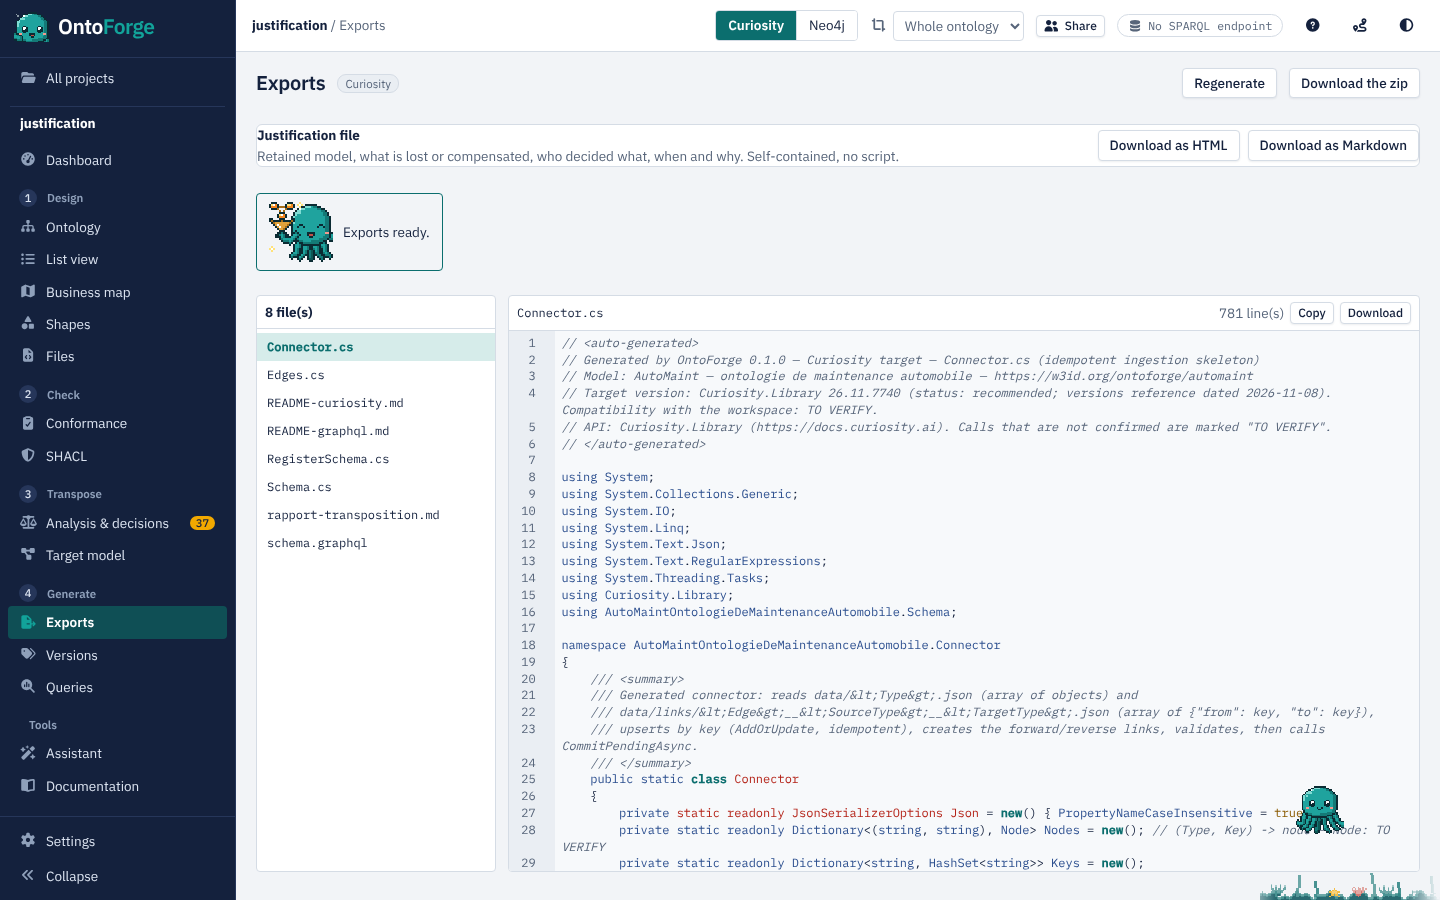 OntoForge
justification / Exports
Curiosity
Neo4j
Whole ontology
Share
No SPARQL endpoint
All projects
justification
Dashboard
1 Design
Ontology
List view
Business map
Shapes
Files
2 Check
Conformance
SHACL
3 Transpose
Analysis & decisions 37
Target model
4 Generate
Exports
Versions
Queries
Tools
Assistant
Documentation
Settings
Collapse
Exports Curiosity
Regenerate
Download the zip
Justification file
Retained model, what is lost or compensated, who decided what, when and why. Self-contained, no script.
Download as HTML
Download as Markdown
Exports ready.
8 file(s)
Connector.cs
Edges.cs
README-curiosity.md
README-graphql.md
RegisterSchema.cs
Schema.cs
rapport-transposition.md
schema.graphql
Connector.cs
781 line(s)
Copy
Download
1 // <auto-generated>
2 // Generated by OntoForge 0.1.0 — Curiosity target — Connector.cs (idempotent ingestion skeleton)
3 // Model: AutoMaint — ontologie de maintenance automobile — https://w3id.org/ontoforge/automaint
4 // Target version: Curiosity.Library 26.11.7740 (status: recommended; versions reference dated 2026-11-08).
Compatibility with the workspace: TO VERIFY.
5 // API: Curiosity.Library (https://docs.curiosity.ai). Calls that are not confirmed are marked "TO VERIFY".
6 // </auto-generated>
7
8 using System;
9 using System.Collections.Generic;
10 using System.IO;
11 using System.Linq;
12 using System.Text.Json;
13 using System.Text.RegularExpressions;
14 using System.Threading.Tasks;
15 using Curiosity.Library;
16 using AutoMaintOntologieDeMaintenanceAutomobile.Schema;
17
18 namespace AutoMaintOntologieDeMaintenanceAutomobile.Connector
19 {
20 /// <summary>
21 /// Generated connector: reads data/&lt;Type&gt;.json (array of objects) and
22 /// data/links/&lt;Edge&gt;__&lt;SourceType&gt;__&lt;TargetType&gt;.json (array of {"from": key, "to": key}),
23 /// upserts by key (AddOrUpdate, idempotent), creates the forward/reverse links, validates, then calls
CommitPendingAsync.
24 /// </summary>
25 public static class Connector
26 {
27 private static readonly JsonSerializerOptions Json = new() { PropertyNameCaseInsensitive = true
28 private static readonly Dictionary<(string, string), Node> Nodes = new(); // (Type, Key) -> node: TO
VERIFY
29 private static readonly Dictionary<string, HashSet<string>> Keys = new();